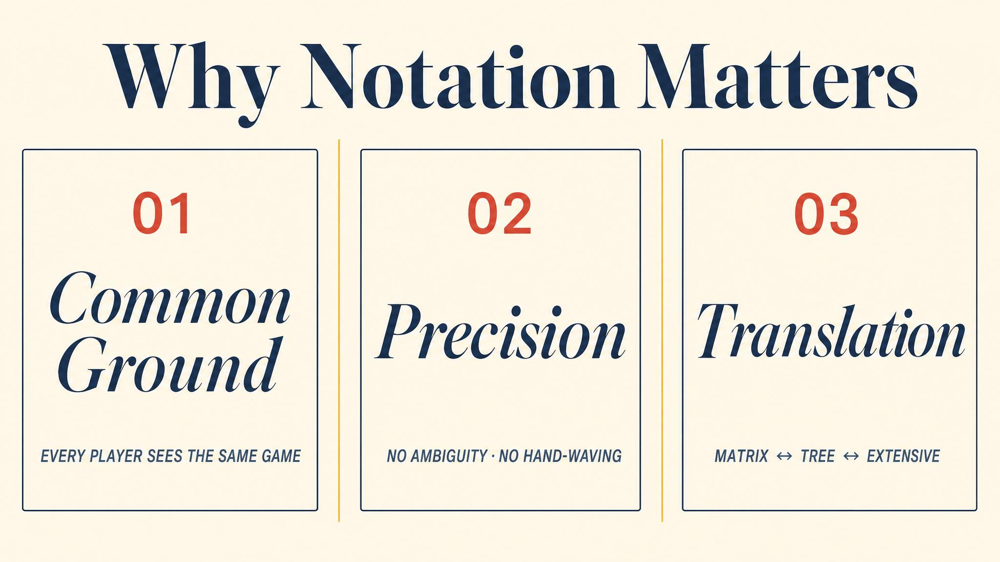 Why Notation Matters
01
Common
Ground
EVERY PLAYER SEES THE SAME GAME
02
Precision
NO AMBIGUITY · NO HAND-WAVING
03
Translation
MATRIX ↔ TREE ↔ EXTENSIVE